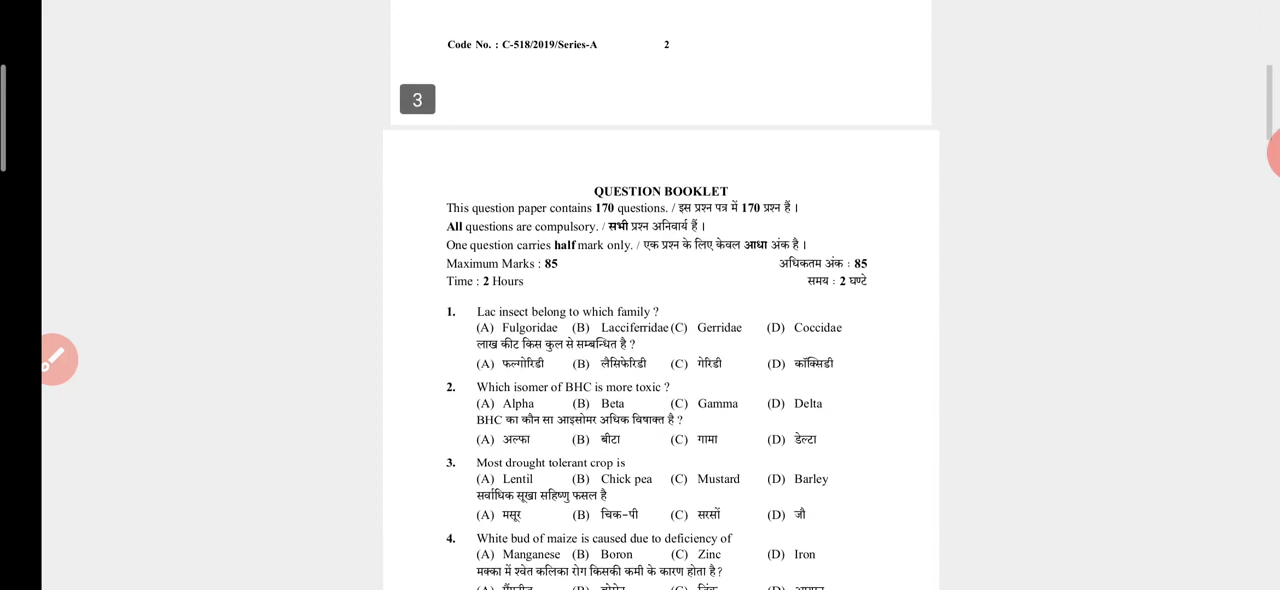 Code No. : C-518/2019/Series-A 2
3
QUESTION BOOKLET
This question paper contains 170 questions. / इस प्रश्न पत्र में 170 प्रश्न हैं ।
All questions are compulsory. / सभी प्रश्न अनिवार्य हैं ।
One question carries half mark only. / एक प्रश्न के लिए केवल आधा अंक है ।
Maximum Marks : 85 अधिकतम अंक : 85
Time : 2 Hours समय : 2 घण्टे
1. Lac insect belong to which family ?
(A) Fulgoridae (B) Lacciferridae (C) Gerridae (D) Coccidae
लाख कीट किस कुल से सम्बन्धित है ?
(A) फल्गोरिडी (B) लैसिफेरिडी (C) गेरिडी (D) कॉक्सिडी
2. Which isomer of BHC is more toxic ?
(A) Alpha (B) Beta (C) Gamma (D) Delta
BHC का कौन सा आइसोमर अधिक विषाक्त है ?
(A) अल्फा (B) बीटा (C) गामा (D) डेल्टा
3. Most drought tolerant crop is
(A) Lentil (B) Chick pea (C) Mustard (D) Barley
सर्वाधिक सूखा सहिष्णु फसल है
(A) मसूर (B) चिक-पी (C) सरसों (D) जौ
4. White bud of maize is caused due to deficiency of
(A) Manganese (B) Boron (C) Zinc (D) Iron
मक्का में श्वेत कलिका रोग किसकी कमी के कारण होता है ?